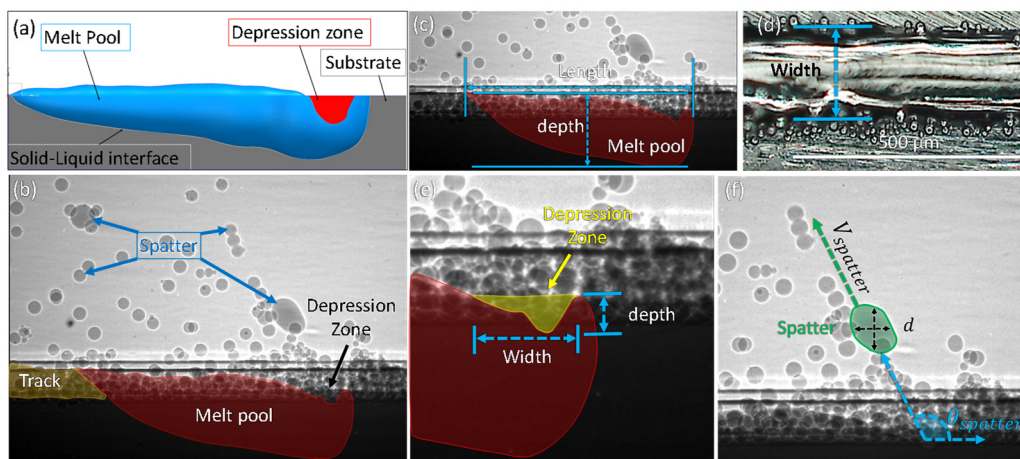 (a)
Melt Pool
Depression zone
Substrate
Solid-Liquid interface
(b)
Spatter
Depression
Zone
Track
Melt pool
(c)
Length
depth
Melt pool
(d)
Width
500 μm
(e)
Depression
Zone
depth
Width
(f)
V spatter
Spatter
d
θ spatter